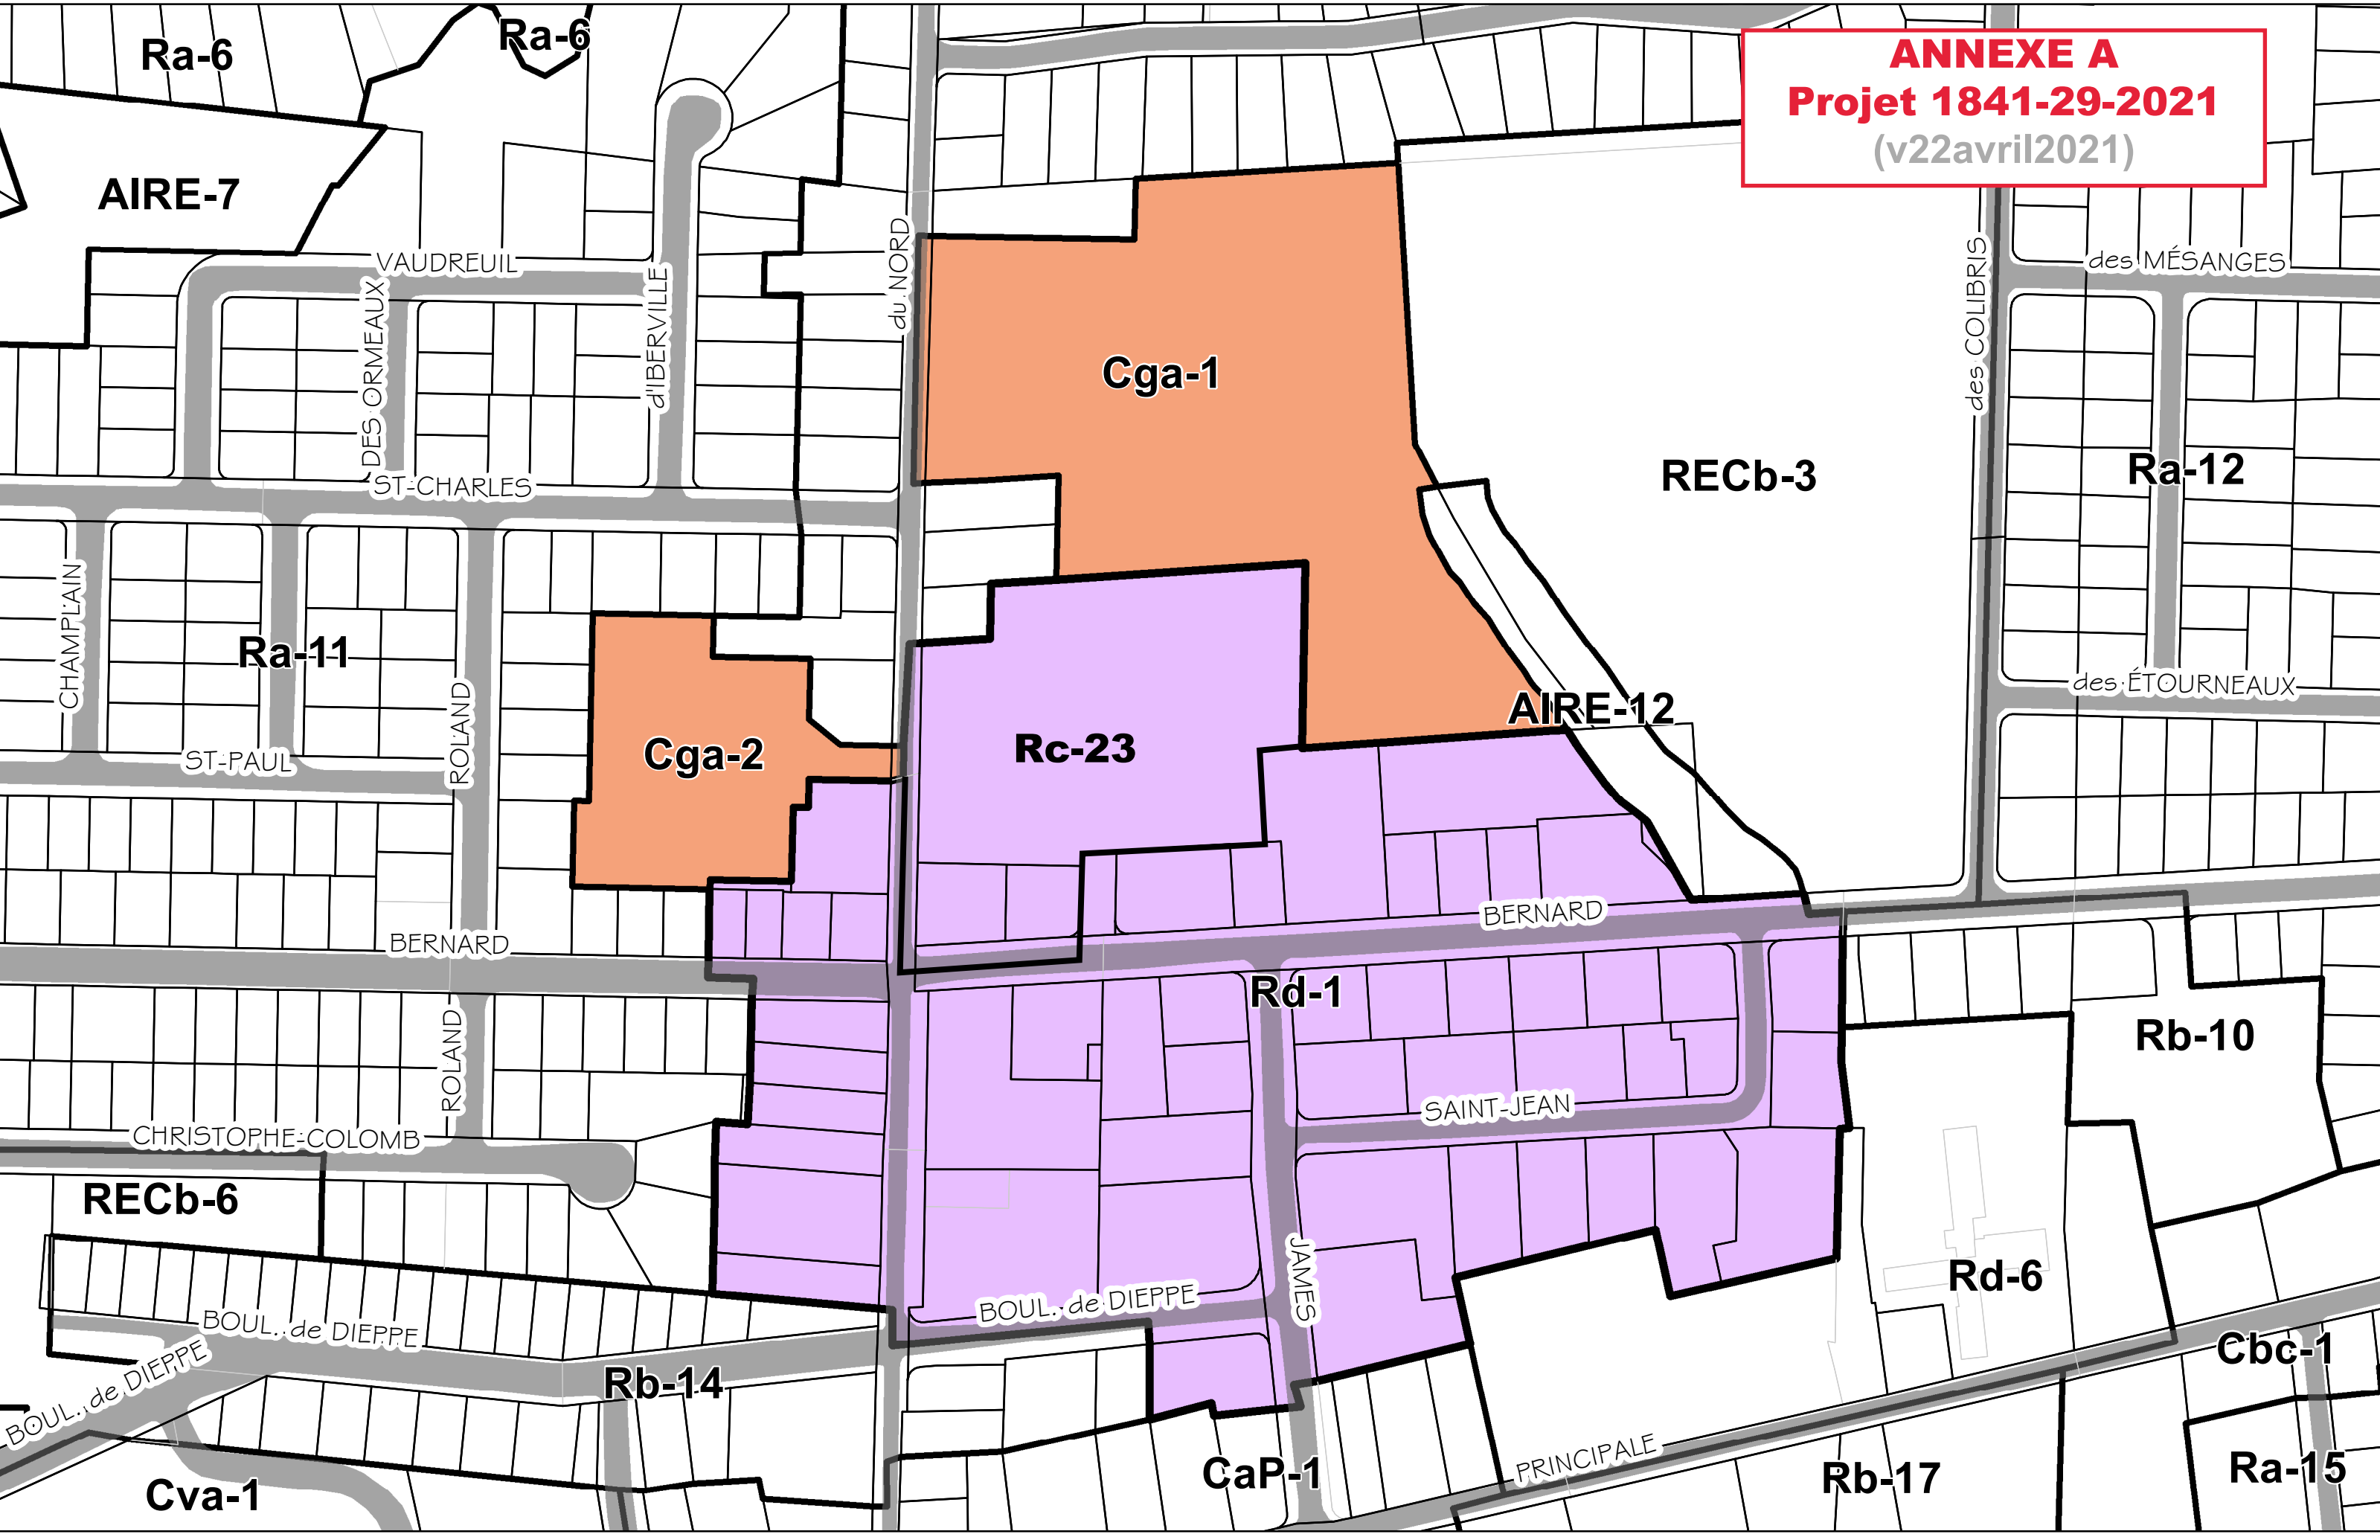 Ra-6
Ra-6
ANNEXE A
Projet 1841-29-2021
(v22avril2021)
AIRE-7
VAUDREUIL
DES ORMEAUX
d'IBERVILLE
du NORD
des COLIBRIS
des MÉSANGES
Cga-1
RECb-3
Ra-12
ST-CHARLES
CHAMPLAIN
Ra-11
ROLAND
ST-PAUL
Cga-2
Rc-23
AIRE-12
des ÉTOURNEAUX
BERNARD
BERNARD
Rd-1
Rb-10
ROLAND
SAINT-JEAN
CHRISTOPHE-COLOMB
RECb-6
JAMES
Rd-6
BOUL. de DIEPPE
BOUL. de DIEPPE
BOUL. de DIEPPE
Rb-14
Cbc-1
Cva-1
CaP-1
PRINCIPALE
Rb-17
Ra-15